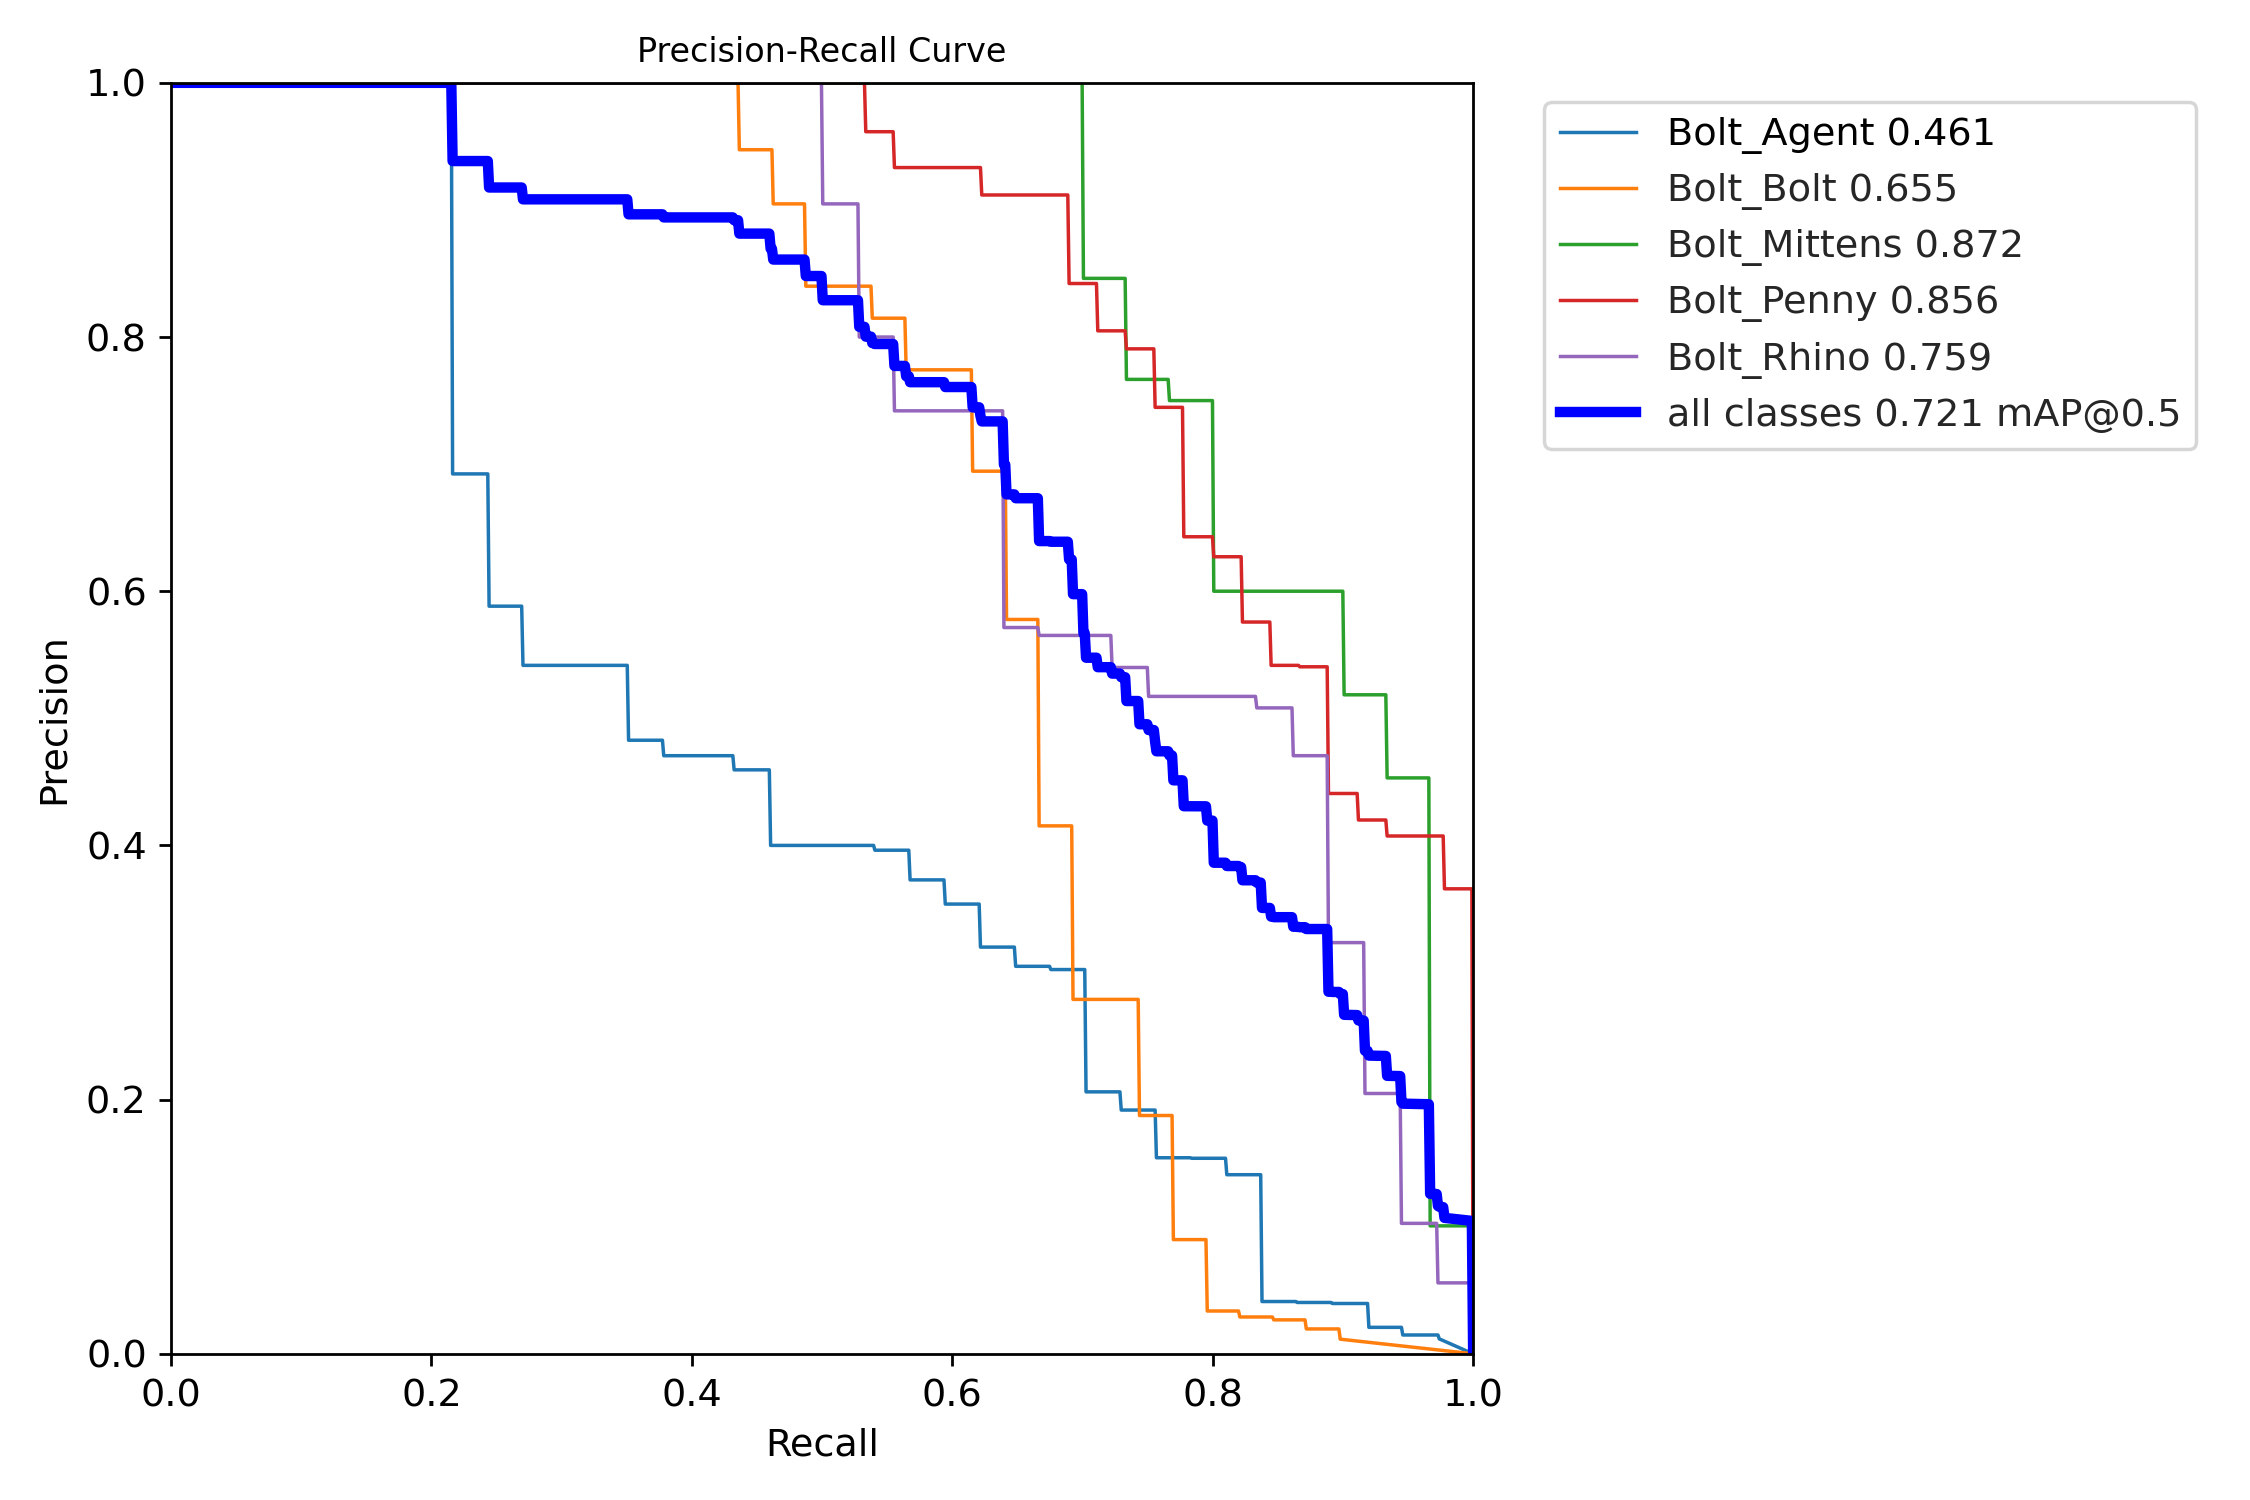 Precision-Recall Curve
1.0
0.8
0.6
0.4
0.2
0.0
Precision
0.0 0.2 0.4 0.6 0.8 1.0
Recall
Bolt_Agent 0.461
Bolt_Bolt 0.655
Bolt_Mittens 0.872
Bolt_Penny 0.856
Bolt_Rhino 0.759
all classes 0.721 mAP@0.5